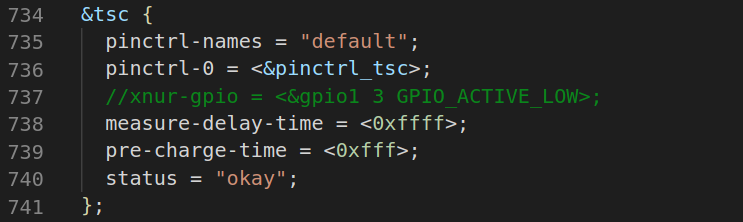 734 &tsc {
735 pinctrl-names = "default";
736 pinctrl-0 = <&pinctrl_tsc>;
737 //xnur-gpio = <&gpio1 3 GPIO_ACTIVE_LOW>;
738 measure-delay-time = <0xffff>;
739 pre-charge-time = <0xfff>;
740 status = "okay";
741 };